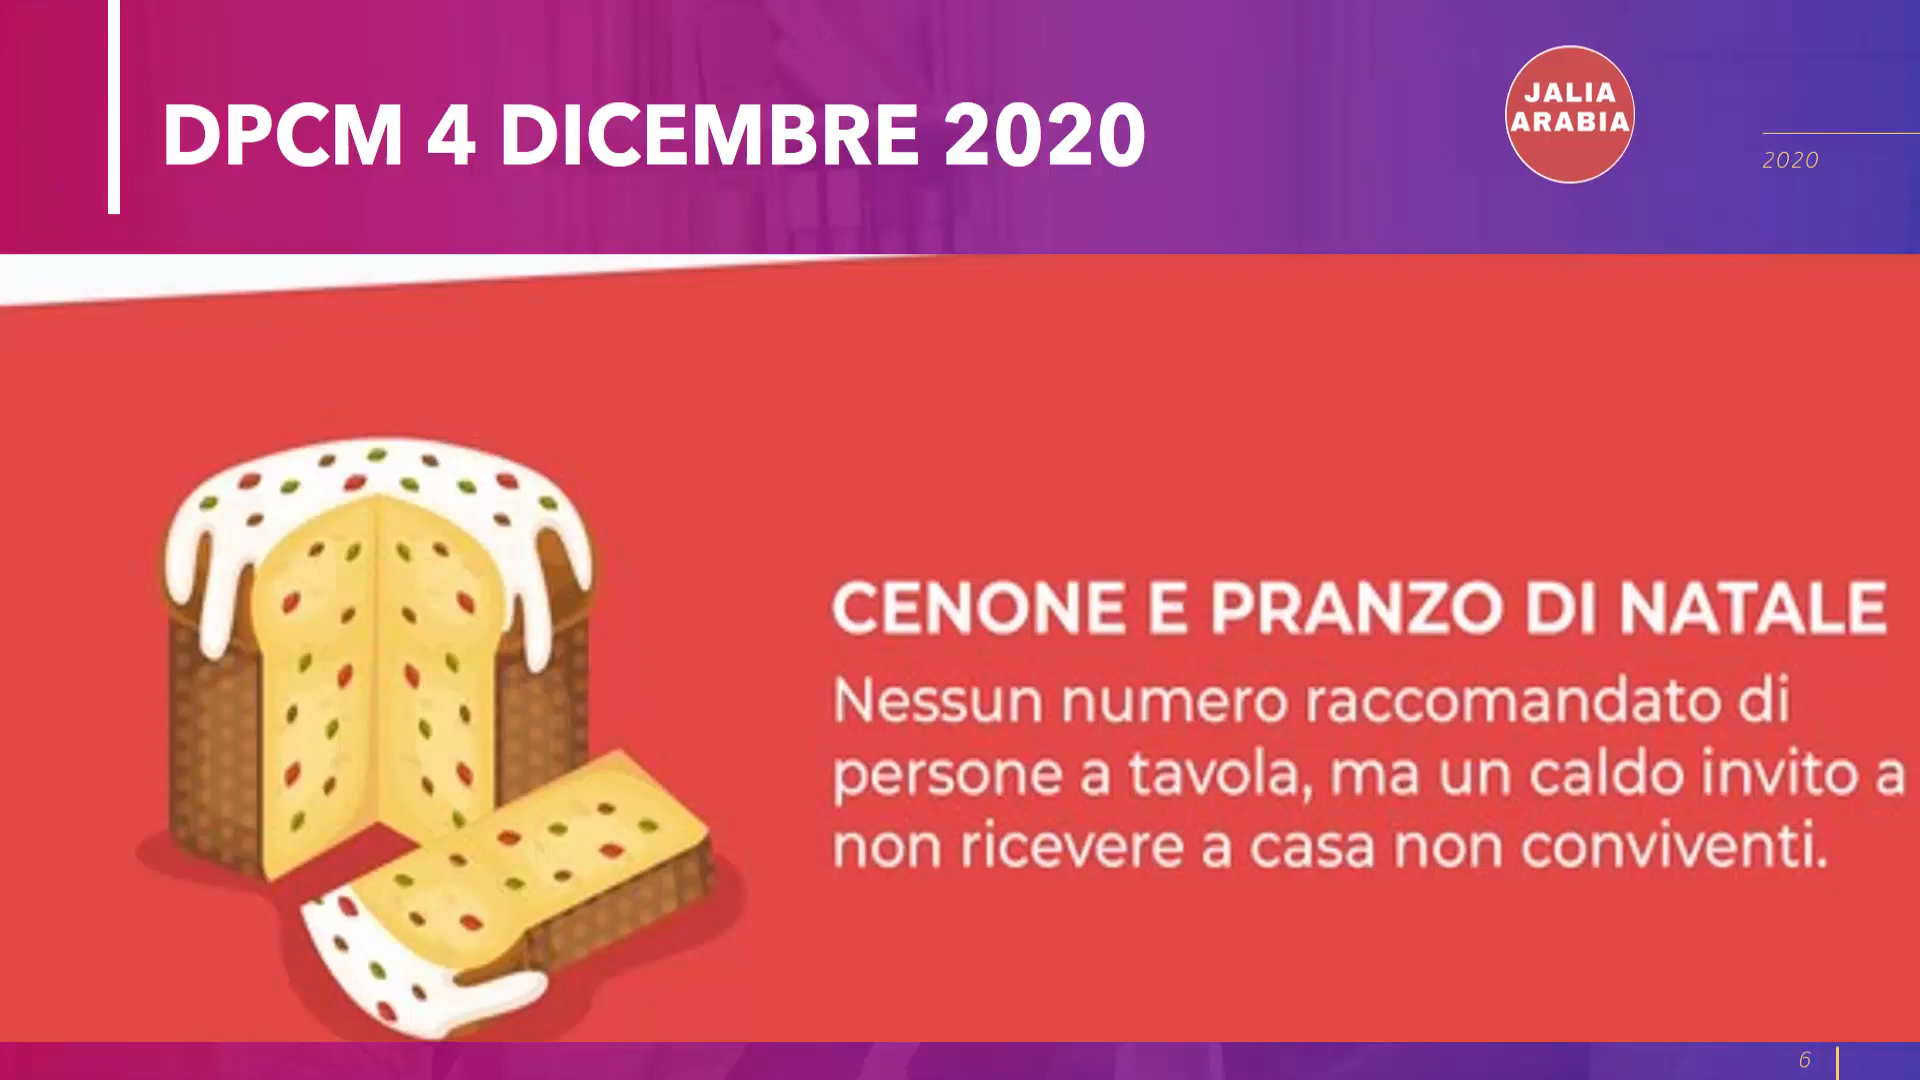 DPCM 4 DICEMBRE 2020
JALIA
ARABIA
2020
CENONE E PRANZO DI NATALE
Nessun numero raccomandato di
persone a tavola, ma un caldo invito a
non ricevere a casa non conviventi.
6